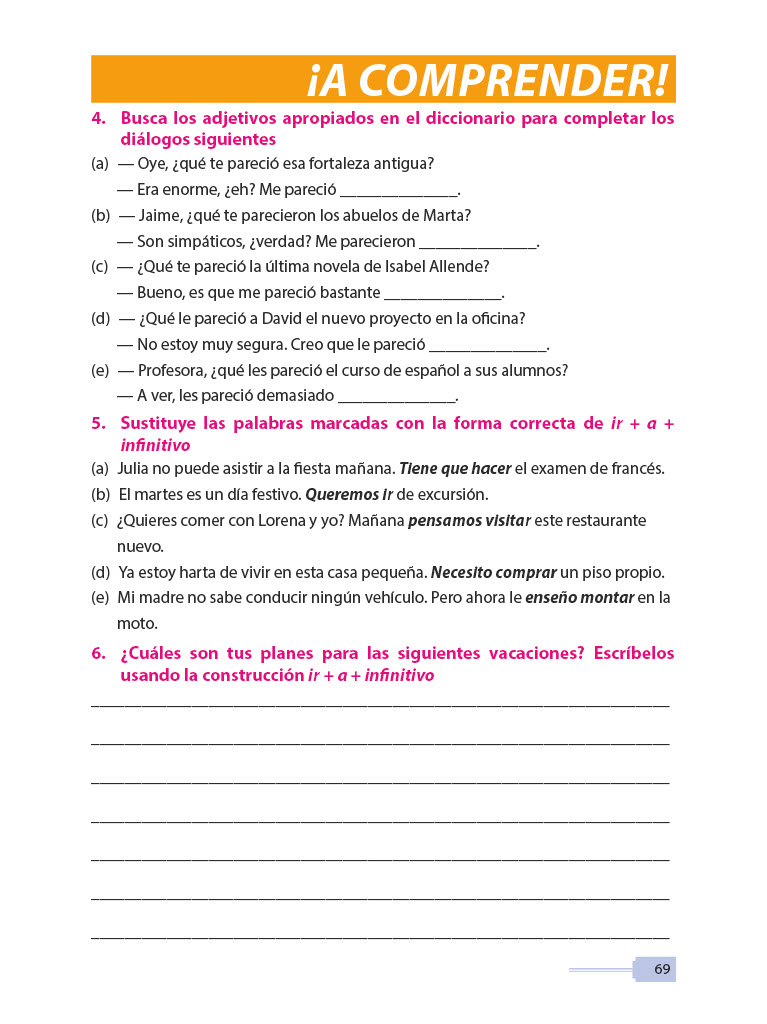 ¡A COMPRENDER!
4. Busca los adjetivos apropiados en el diccionario para completar los
diálogos siguientes
(a) — Oye, ¿qué te pareció esa fortaleza antigua?
— Era enorme, ¿eh? Me pareció ______________.
(b) — Jaime, ¿qué te parecieron los abuelos de Marta?
— Son simpáticos, ¿verdad? Me parecieron ______________.
(c) — ¿Qué te pareció la última novela de Isabel Allende?
— Bueno, es que me pareció bastante ______________.
(d) — ¿Qué le pareció a David el nuevo proyecto en la oficina?
— No estoy muy segura. Creo que le pareció ______________.
(e) — Profesora, ¿qué les pareció el curso de español a sus alumnos?
— A ver, les pareció demasiado ______________.
5. Sustituye las palabras marcadas con la forma correcta de ir + a +
infinitivo
(a) Julia no puede asistir a la fiesta mañana. Tiene que hacer el examen de francés.
(b) El martes es un día festivo. Queremos ir de excursión.
(c) ¿Quieres comer con Lorena y yo? Mañana pensamos visitar este restaurante
nuevo.
(d) Ya estoy harta de vivir en esta casa pequeña. Necesito comprar un piso propio.
(e) Mi madre no sabe conducir ningún vehículo. Pero ahora le enseño montar en la
moto.
6. ¿Cuáles son tus planes para las siguientes vacaciones? Escríbelos
usando la construcción ir + a + infinitivo
69